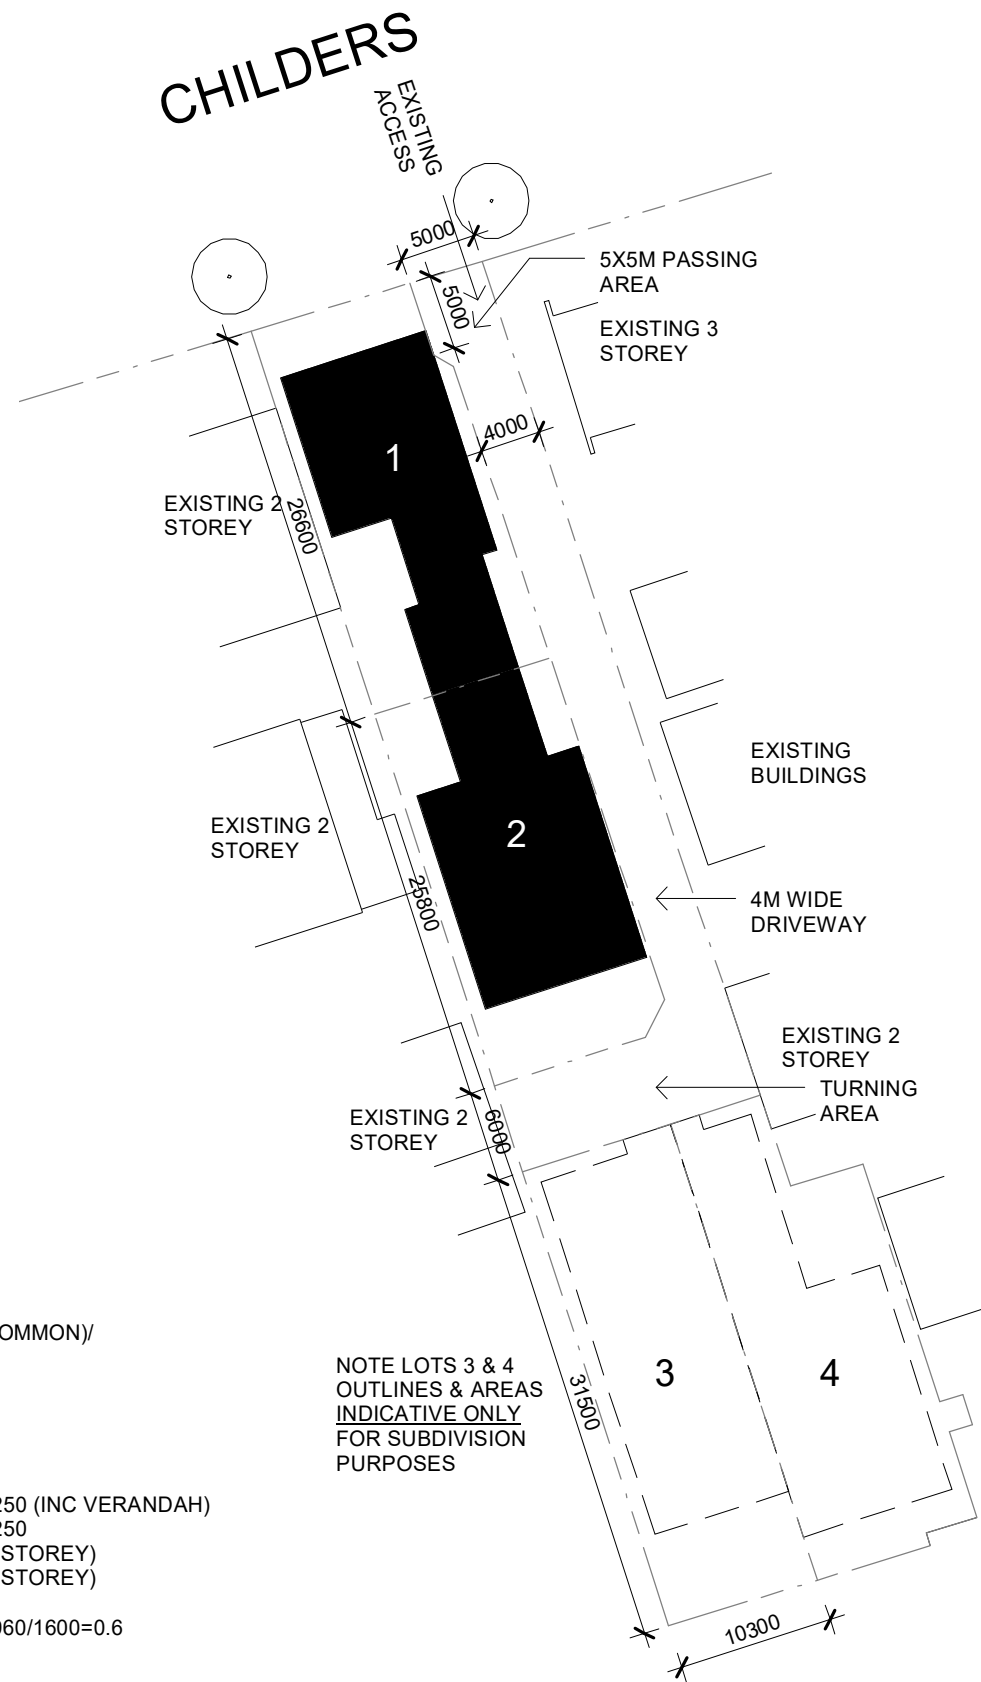 CHILDERS
EXISTING
ACCESS
5000
5000
5X5M PASSING
AREA
EXISTING 3
STOREY
4000
1
EXISTING 2
STOREY
26600
EXISTING
BUILDINGS
EXISTING 2
STOREY
2
25800
4M WIDE
DRIVEWAY
EXISTING 2
STOREY
TURNING
AREA
EXISTING 2
STOREY
6000
OMMON)/
NOTE LOTS 3 & 4
OUTLINES & AREAS
INDICATIVE ONLY
FOR SUBDIVISION
PURPOSES
3
4
31500
250 (INC VERANDAH)
250
STOREY)
STOREY)
960/1600=0.6
10300